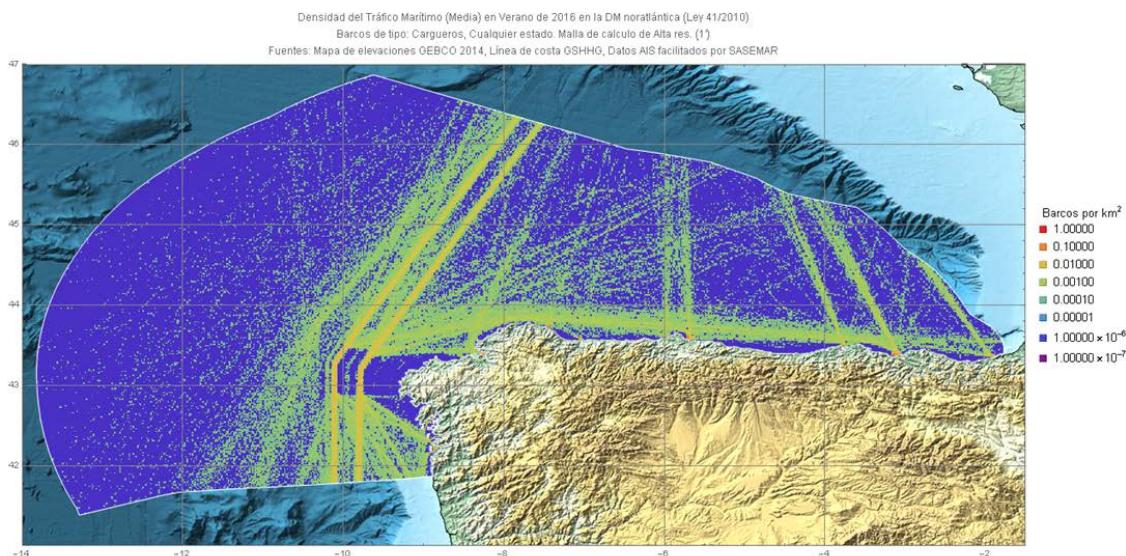 Densidad del Tráfico Marítimo (Media) en Verano de 2016 en la DM noratlántica (Ley 41/2010)
Barcos de tipo: Cargueros, Cualquier estado. Malla de calculo de Alta res. (1')
Fuentes: Mapa de elevaciones GEBCO 2014, Línea de costa GSHHG, Datos AIS facilitados por SASEMAR
47
46
45
44
43
42
-14 -12 -10 -8 -6 -4 -2
Barcos por km²
1.00000
0.10000
0.01000
0.00100
0.00010
0.00001
1.00000 × 10⁻⁶
1.00000 × 10⁻⁷